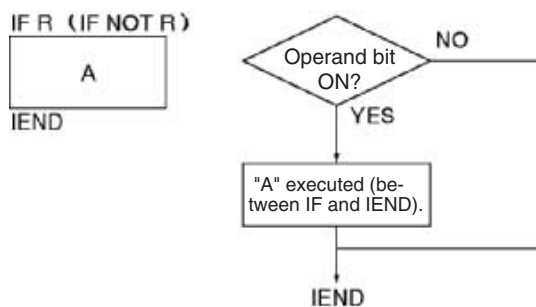 IF R (IF NOT R)
A
IEND
Operand bit
ON?
NO
YES
"A" executed (be-
tween IF and IEND).
IEND